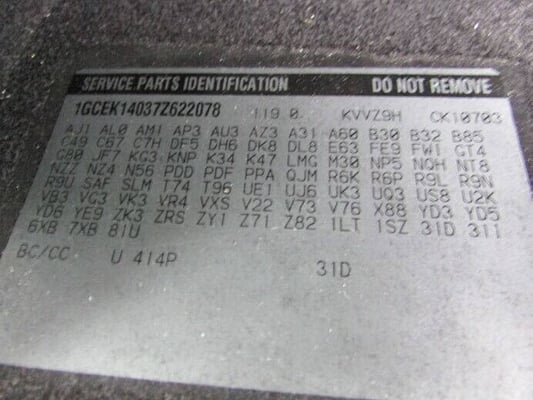 SERVICE PARTS IDENTIFICATION DO NOT REMOVE
1GCEK14037Z622078 119.0 KVVZ9H CK10703
AJ1 AL0 AM1 AP3 AU3 AZ3 A31 A60 B30 B32 B85
C49 C67 C7H DF5 DH6 DK8 DL8 E63 FE9 FW1 GT4
G80 JF7 KG3 KNP K34 K47 LMG M30 NP5 NQH NT8
NZZ NZ4 N56 PDD PDF PPA QJM R6K R6P R9L R9N
R9U SAF SLM T74 T96 UE1 UJ6 UK3 UQ3 US8 U2K
VB3 VG3 VK3 VR4 VXS V22 V73 V76 X88 YD3 YD5
YD6 YE9 ZK3 ZRS ZY1 Z71 Z82 1LT 1SZ 31D 311
6XB 7XB 81U
BC/CC U 414P 31D